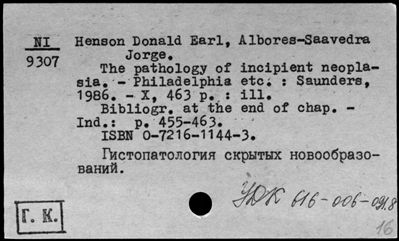 NI
9307
Henson Donald Earl, Albores-Saavedra
Jorge.
The pathology of incipient neopla-
sia. - Philadelphia etc. : Saunders,
1986. - X, 463 p. : ill.
Bibliogr. at the end of chap. -
Ind.: p. 455-463.
ISBN 0-7216-1144-3.
Гистопатология скрытых новообразо-
ваний.
Г. К.
УДК 616-006-091.8
16